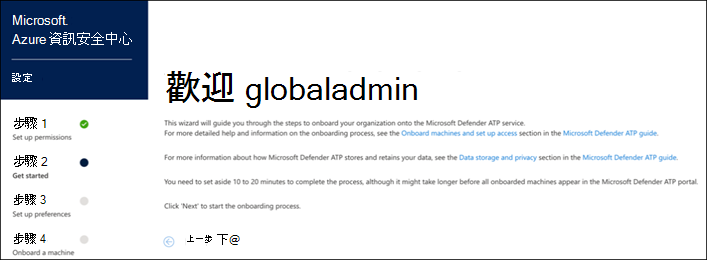 Microsoft.
Azure 資訊安全中心
設定
步驟 1
Set up permissions
步驟 2
Get started
步驟 3
Set up preferences
步驟 4
Onboard a machine
歡迎 globaladmin
This wizard will guide you through the steps to onboard your organization onto the Microsoft Defender ATP service.
For more detailed help and information on the onboarding process, see the Onboard machines and set up access section in the Microsoft Defender ATP guide.
For more information about how Microsoft Defender ATP stores and retains your data, see the Data storage and privacy section in the Microsoft Defender ATP guide.
You need to set aside 10 to 20 minutes to complete the process, although it might take longer before all onboarded machines appear in the Microsoft Defender ATP portal.
Click 'Next' to start the onboarding process.
上一步 下@